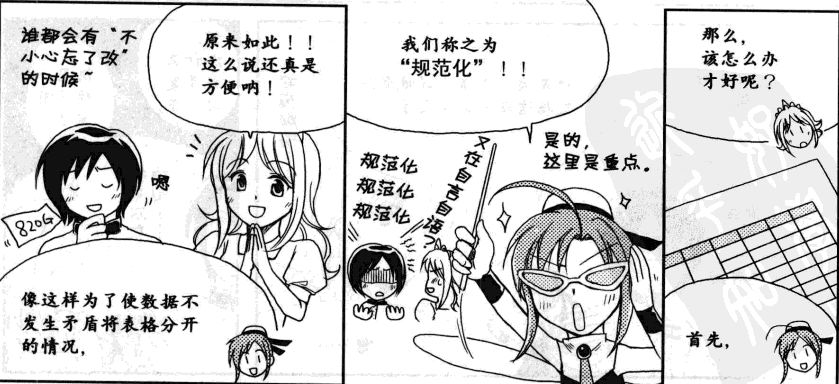 谁都会有“不
小心忘了改”
的时候~
原来如此！！
这么说还真是
方便呐！
嗯
820G
像这样为了使数据不
发生矛盾将表格分开
的情况，
我们称之为
“规范化”！！
是的，
这里是重点。
又在自言自语？
规范化
规范化
规范化
那么，
该怎么办
才好呢？
首先，